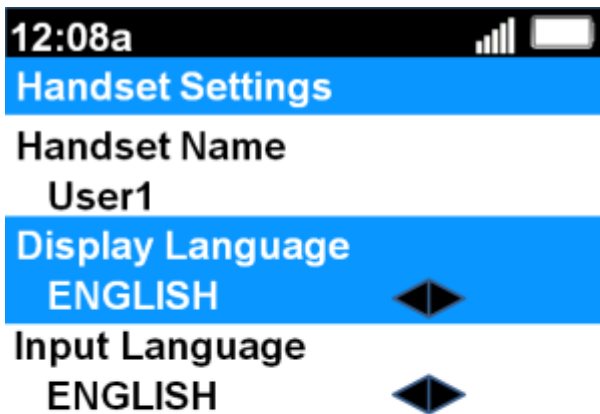 12:08a
Handset Settings
Handset Name
User1
Display Language
ENGLISH
Input Language
ENGLISH